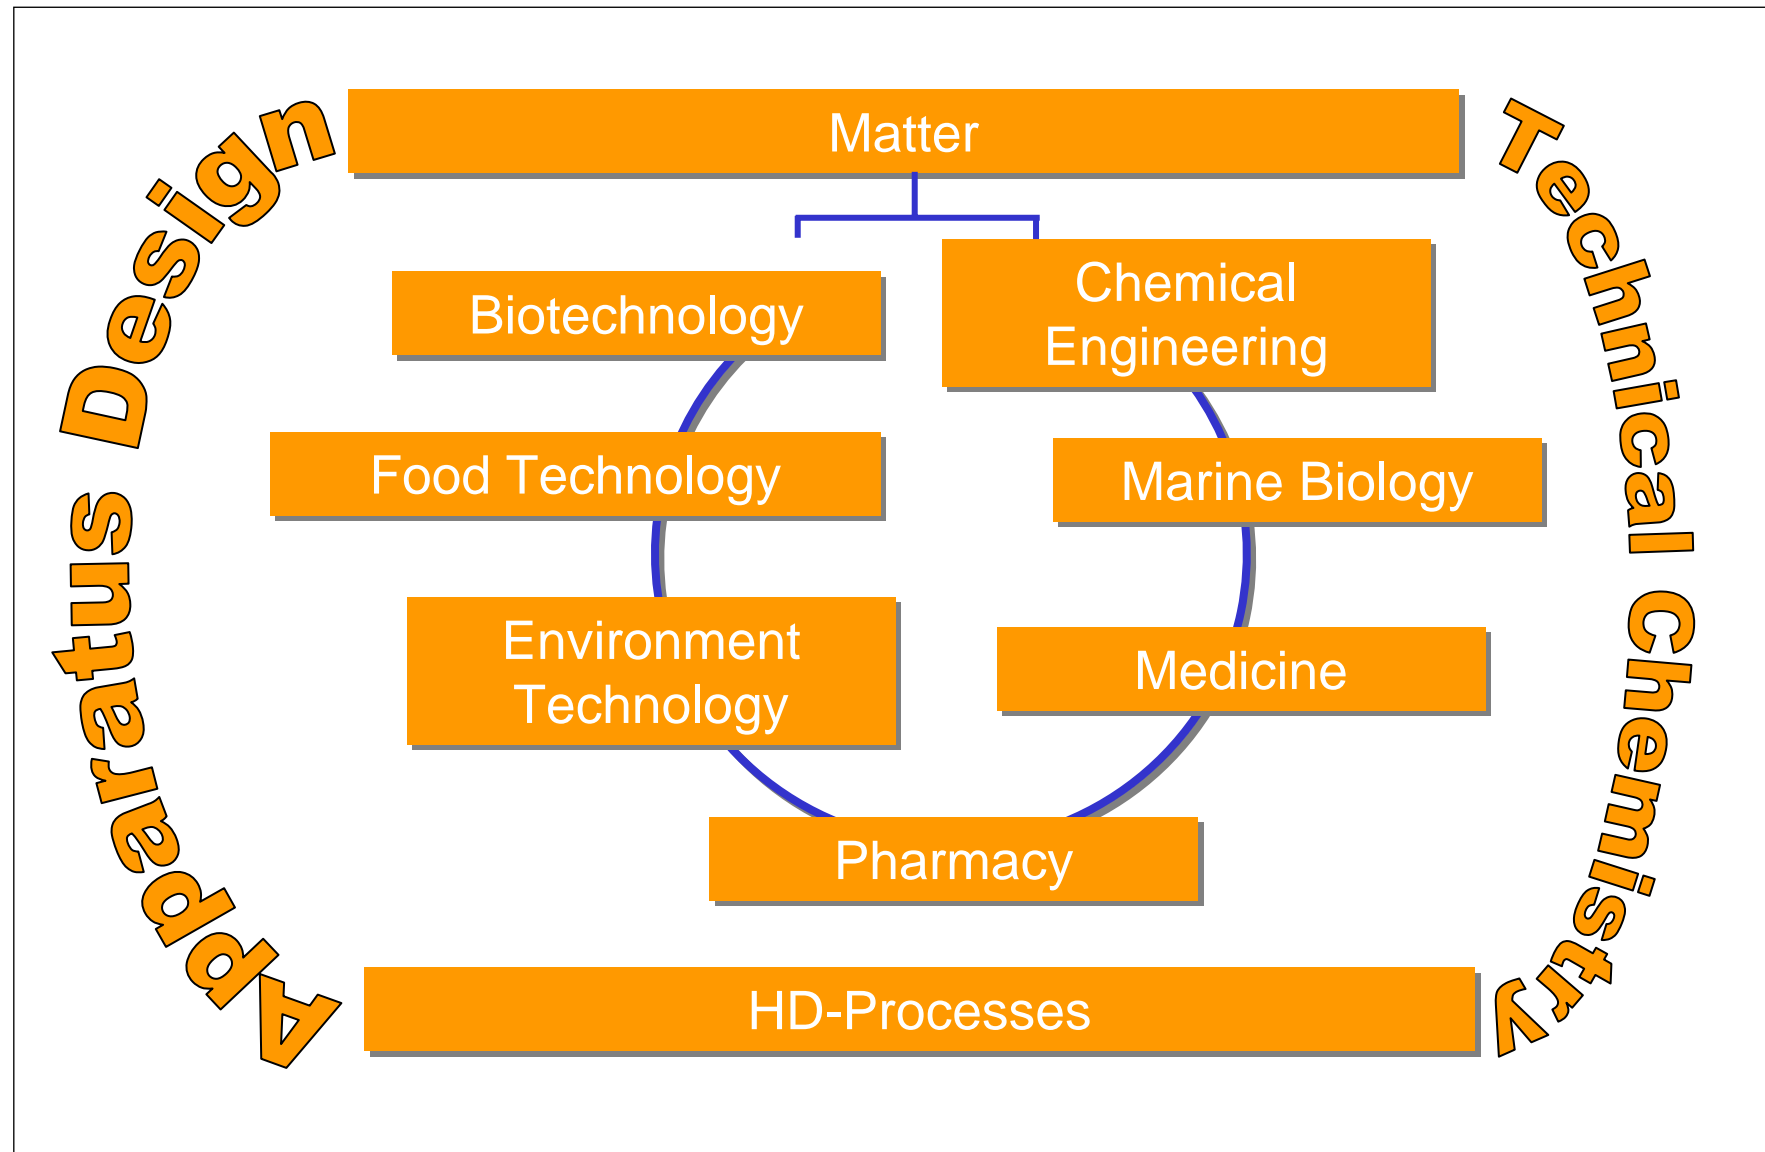 Matter
Apparatus Design
Technical Chemistry
Biotechnology
Chemical
Engineering
Food Technology
Marine Biology
Environment
Technology
Medicine
Pharmacy
HD-Processes